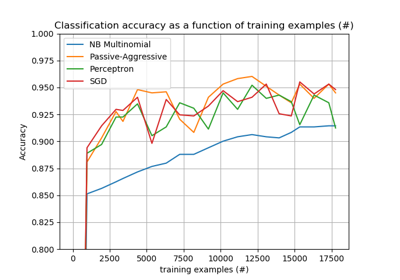 Classification accuracy as a function of training examples (#)
1.000
0.975
0.950
0.925
0.900
0.875
0.850
0.825
0.800
Accuracy
NB Multinomial
Passive-Aggressive
Perceptron
SGD
0 2500 5000 7500 10000 12500 15000 17500
training examples (#)